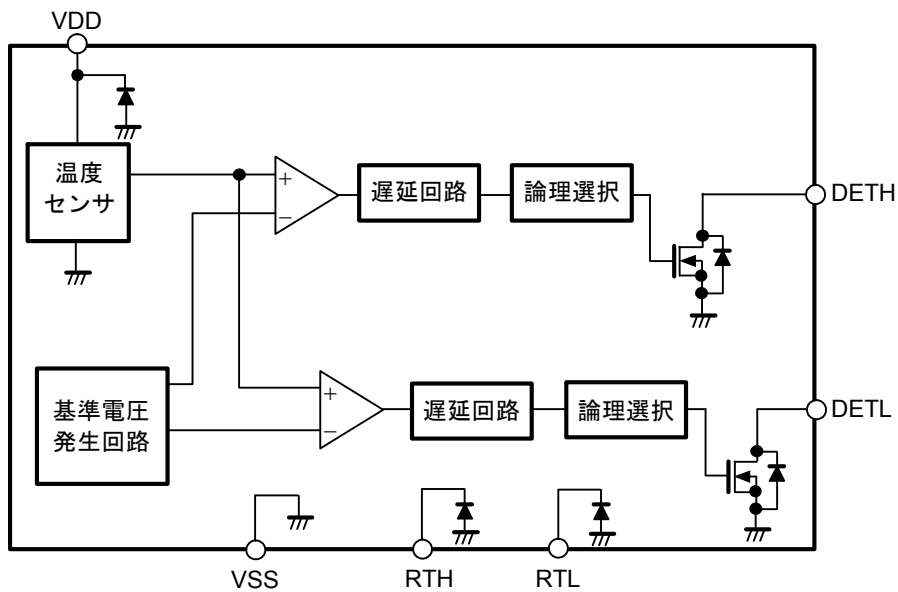 VDD
温度
センサ
+
−
遅延回路
論理選択
DETH
基準電圧
発生回路
+
−
遅延回路
論理選択
DETL
VSS
RTH
RTL